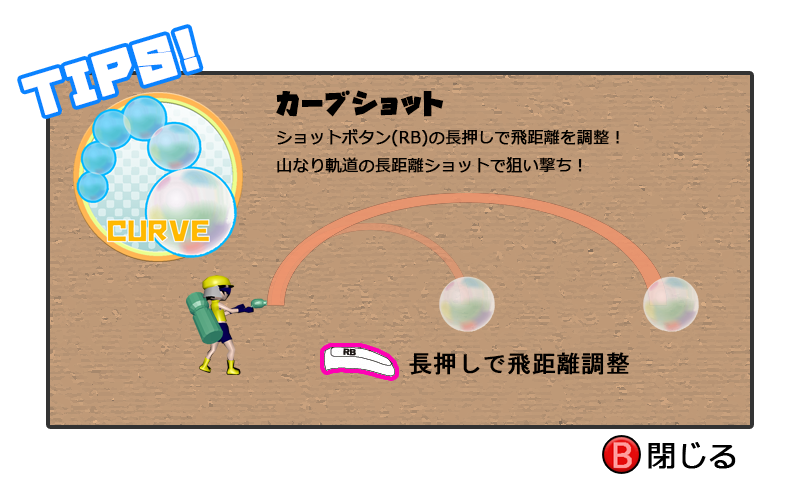 TIPS!
カーブショット
ショットボタン(RB)の長押しで飛距離を調整！
山なり軌道の長距離ショットで狙い撃ち！
CURVE
RB
長押しで飛距離調整
B 閉じる